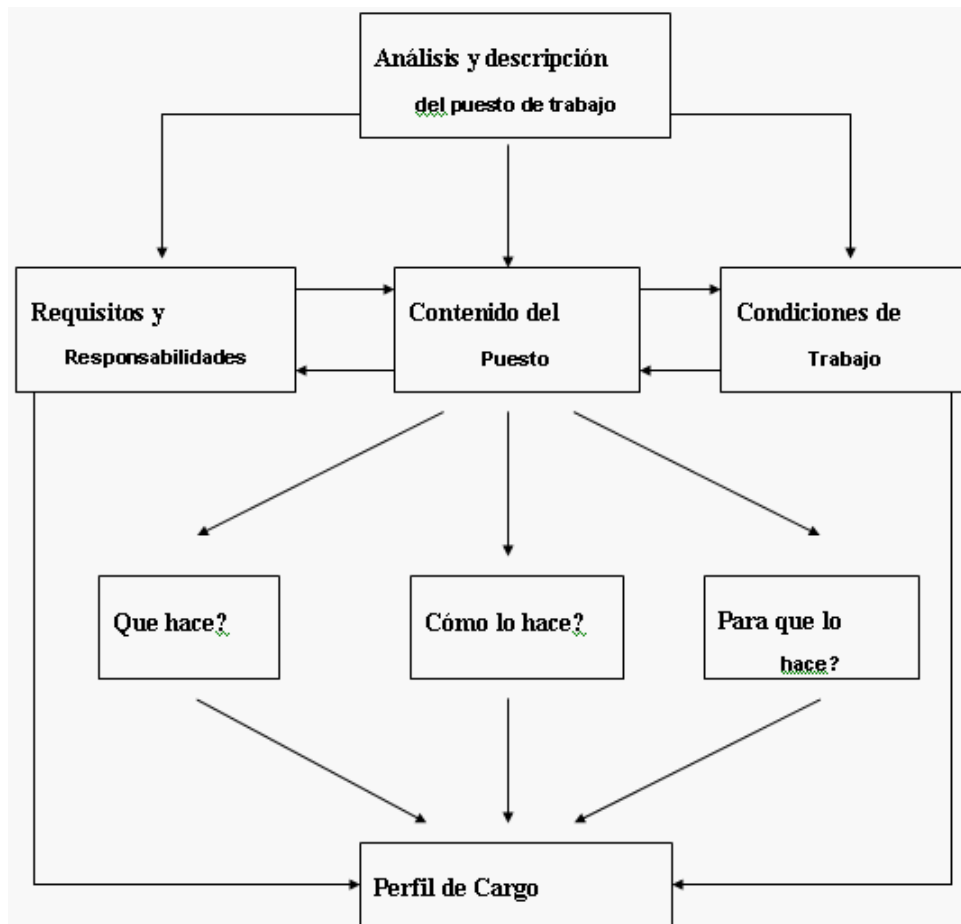 Análisis y descripción
del puesto de trabajo
Requisitos y
Responsabilidades
Contenido del
Puesto
Condiciones de
Trabajo
Que hace?
Cómo lo hace?
Para que lo
hace?
Perfil de Cargo